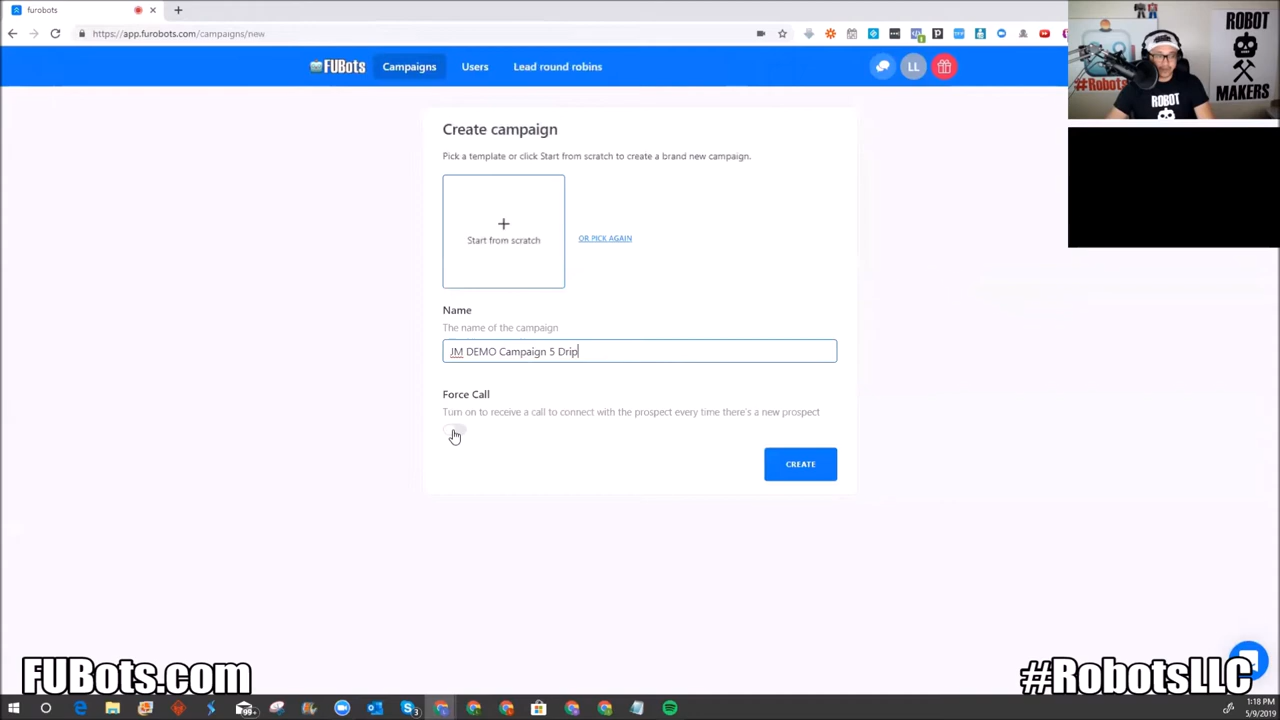 furobots
https://app.furobots.com/campaigns/new
FUBots
Campaigns
Users
Lead round robins
LL
Create campaign
Pick a template or click Start from scratch to create a brand new campaign.
+
Start from scratch
OR PICK AGAIN
Name
The name of the campaign
JM DEMO Campaign 5 Drip
Force Call
Turn on to receive a call to connect with the prospect every time there's a new prospect
CREATE
ROBOT
MAKERS
#Robots
ROBOT
FUBots.com
#RobotsLLC
99+
3
1:18 PM
5/9/2019